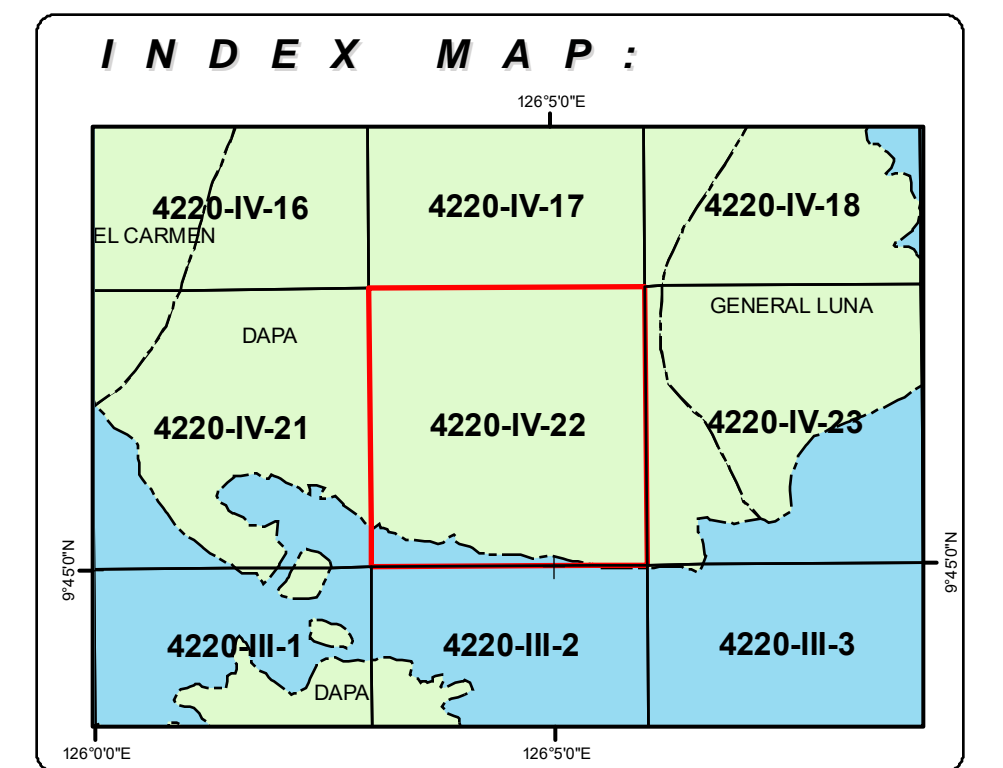 INDEX MAP:
126°5'0"E
4220-IV-16
4220-IV-17
4220-IV-18
EL CARMEN
GENERAL LUNA
DAPA
4220-IV-21
4220-IV-22
4220-IV-23
9°45'0"N
9°45'0"N
4220-III-1
4220-III-2
4220-III-3
DAPA
126°0'0"E
126°5'0"E